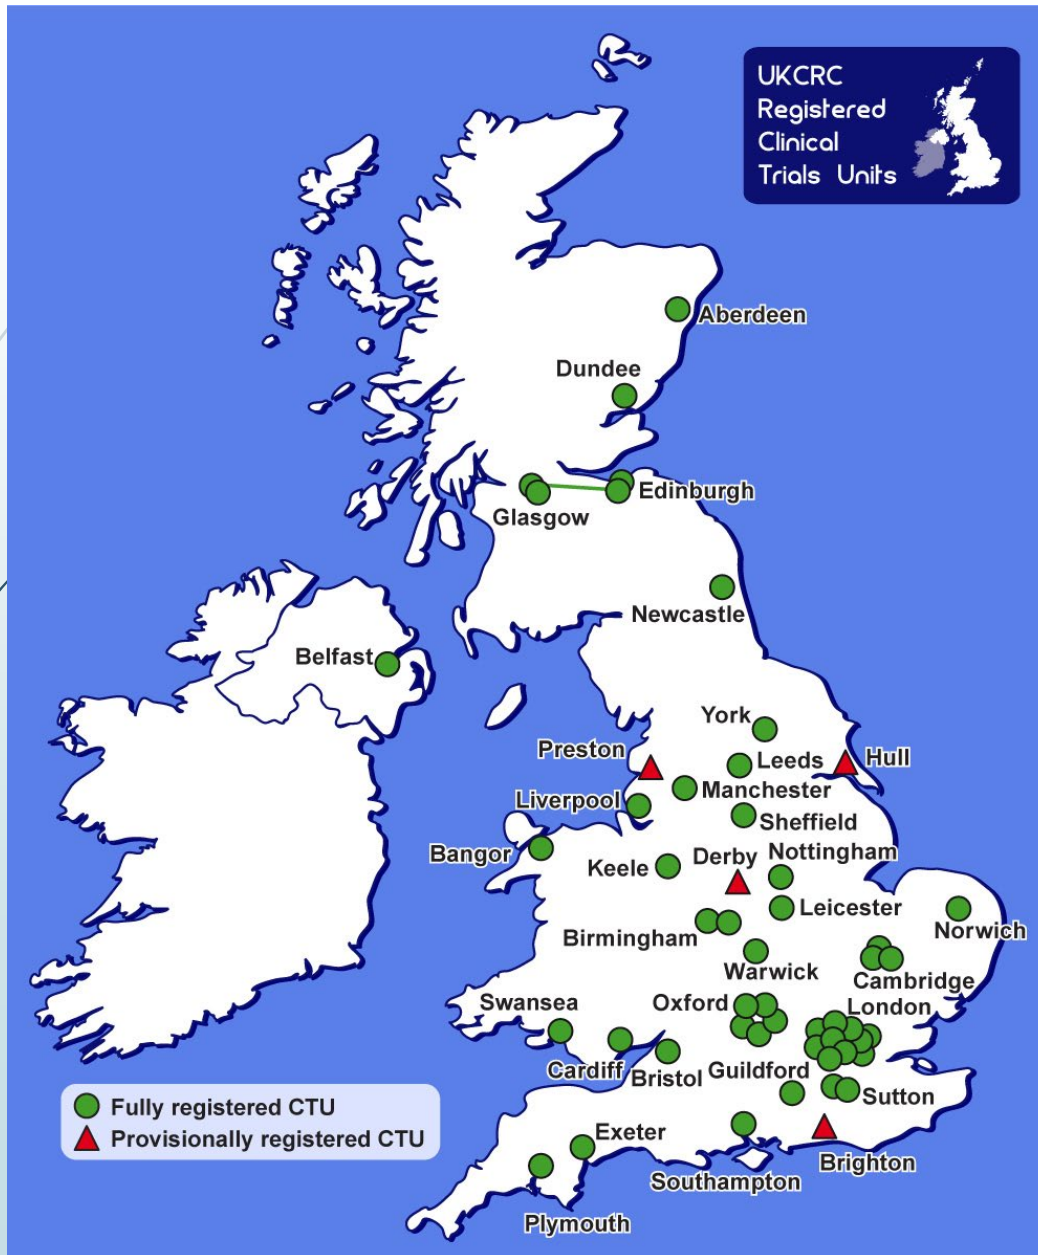 UKCRC
Registered
Clinical
Trials Units
Aberdeen
Dundee
Edinburgh
Glasgow
Newcastle
Belfast
York
Preston
Leeds
Hull
Manchester
Liverpool
Sheffield
Bangor
Keele
Derby
Nottingham
Leicester
Norwich
Birmingham
Warwick
Cambridge
Swansea
Oxford
London
Cardiff
Bristol
Guildford
Sutton
Fully registered CTU
Provisionally registered CTU
Exeter
Southampton
Brighton
Plymouth